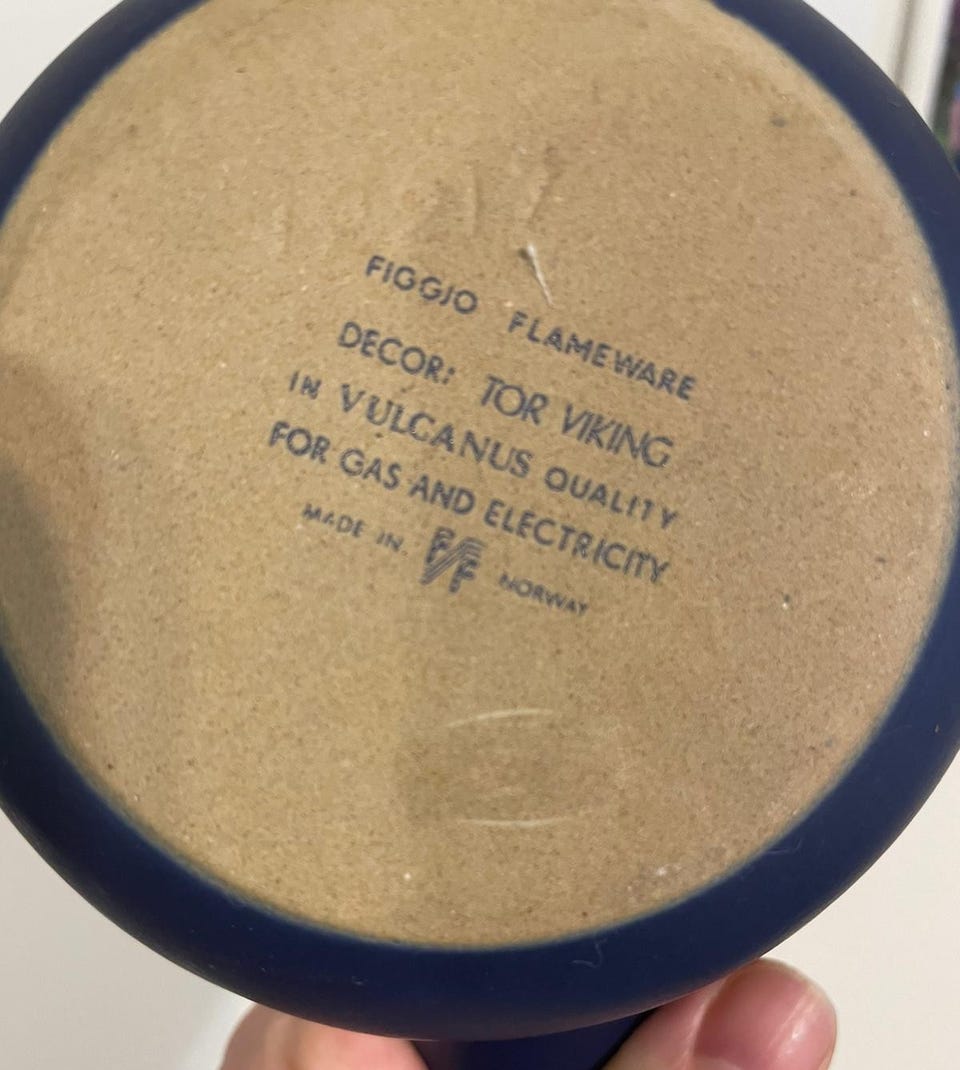 FIGGJO FLAMEWARE
DECOR: TOR VIKING
IN VULCANUS QUALITY
FOR GAS AND ELECTRICITY
MADE IN. F/F NORWAY